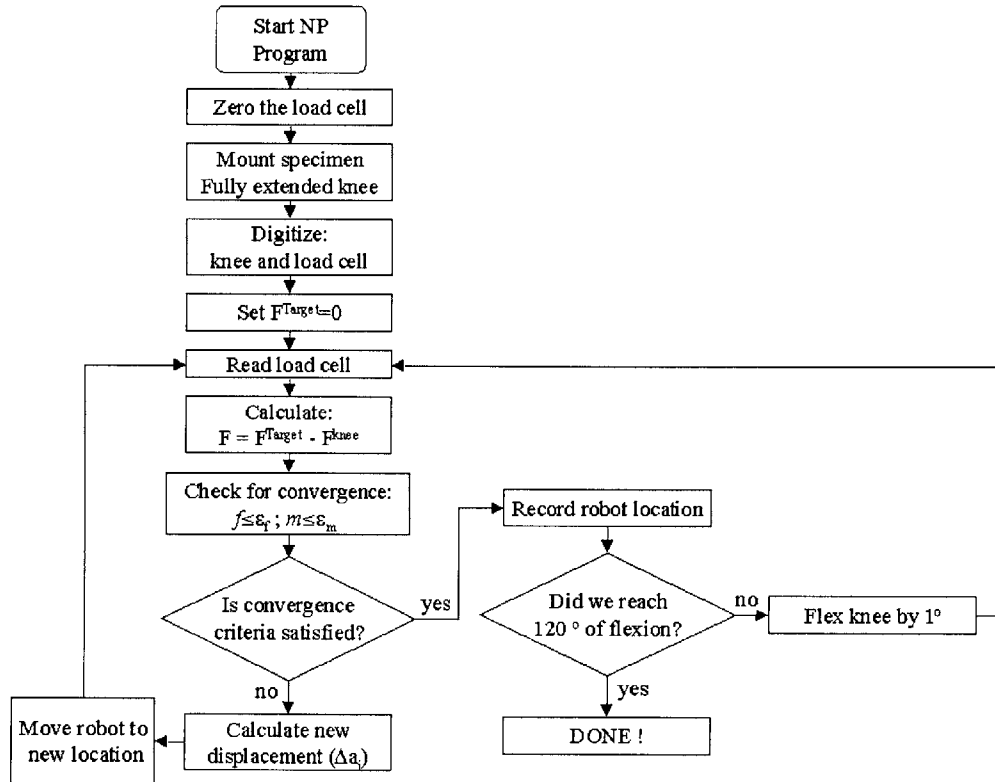 Start NP
Program
Zero the load cell
Mount specimen
Fully extended knee
Digitize:
knee and load cell
Set F^Target=0
Read load cell
Calculate:
F = F^Target - F^knee
Check for convergence:
f≤ε_f ; m≤ε_m
Is convergence
criteria satisfied?
yes
no
Calculate new
displacement (Δa_i)
Move robot to
new location
Record robot location
Did we reach
120 ° of flexion?
no
Flex knee by 1°
yes
DONE !